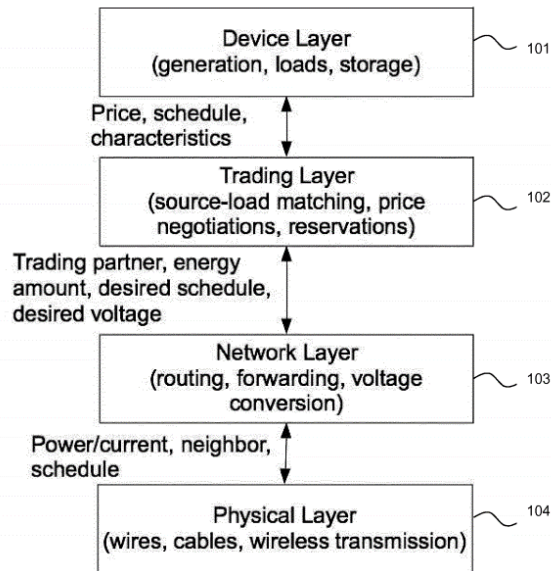 Device Layer
(generation, loads, storage)
101
Price, schedule,
characteristics
Trading Layer
(source-load matching, price
negotiations, reservations)
102
Trading partner, energy
amount, desired schedule,
desired voltage
Network Layer
(routing, forwarding, voltage
conversion)
103
Power/current, neighbor,
schedule
Physical Layer
(wires, cables, wireless transmission)
104